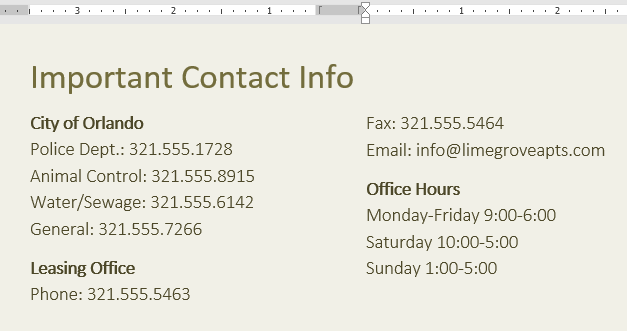 3 2 1 1 2
Important Contact Info
City of Orlando
Police Dept.: 321.555.1728
Animal Control: 321.555.8915
Water/Sewage: 321.555.6142
General: 321.555.7266
Leasing Office
Phone: 321.555.5463
Fax: 321.555.5464
Email: info@limegroveapts.com
Office Hours
Monday-Friday 9:00-6:00
Saturday 10:00-5:00
Sunday 1:00-5:00